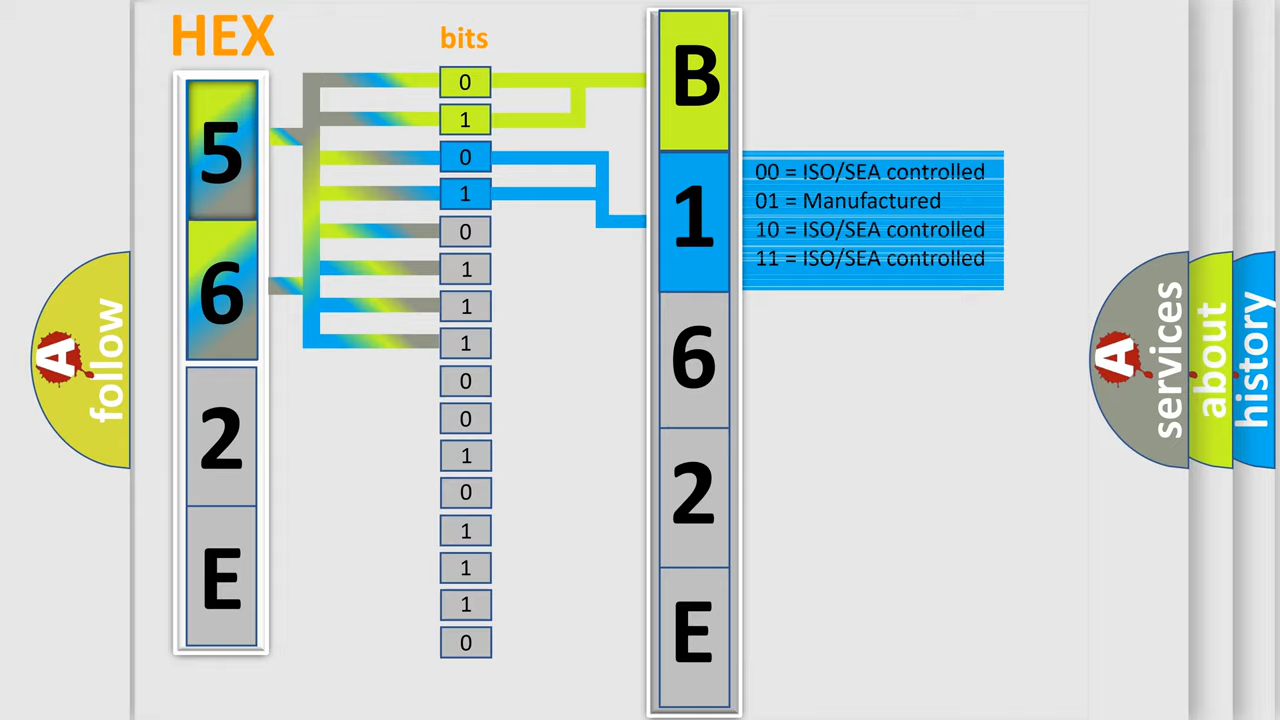 HEX
bits
5
6
2
E
0
1
0
1
0
1
1
1
0
0
1
0
1
1
1
0
B
1
6
2
E
00 = ISO/SEA controlled
01 = Manufactured
10 = ISO/SEA controlled
11 = ISO/SEA controlled
A
follow
A
services
about
history